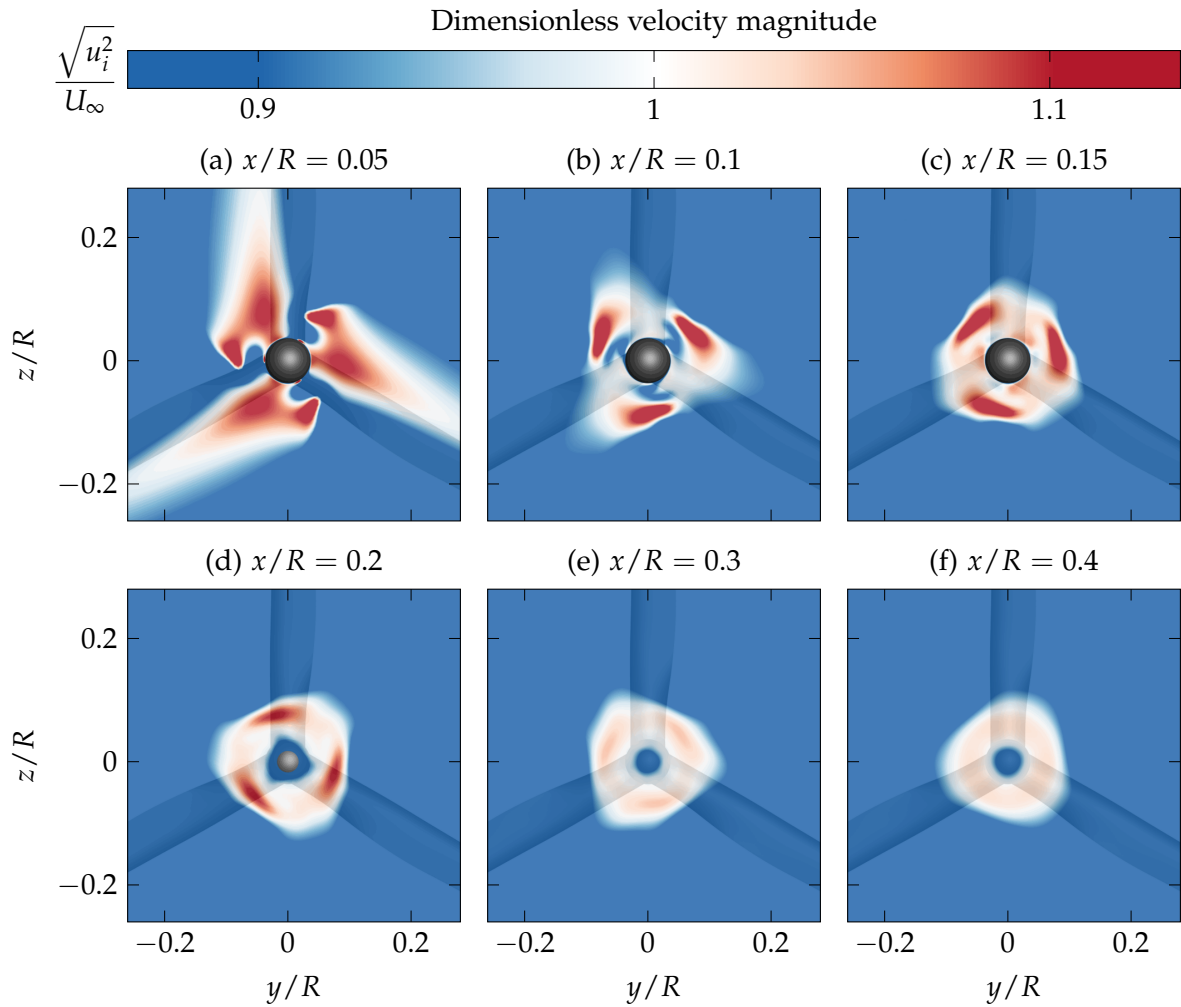 Dimensionless velocity magnitude
√u_i^2 / U∞
0.9 1 1.1
(a) x/R = 0.05 (b) x/R = 0.1 (c) x/R = 0.15
0.2
0
−0.2
z/R
(d) x/R = 0.2 (e) x/R = 0.3 (f) x/R = 0.4
0.2
0
−0.2
z/R
−0.2 0 0.2 −0.2 0 0.2 −0.2 0 0.2
y/R y/R y/R